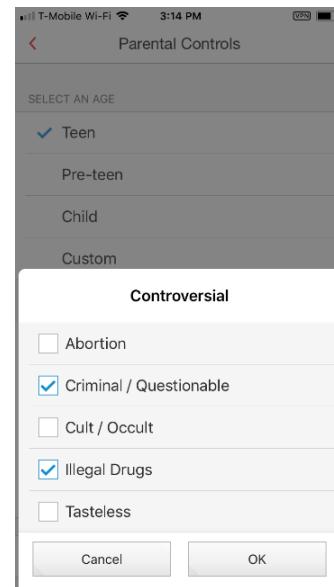 T-Mobile Wi-Fi 3:14 PM VPN
Parental Controls
SELECT AN AGE
Teen
Pre-teen
Child
Custom
Controversial
Abortion
Criminal / Questionable
Cult / Occult
Illegal Drugs
Tasteless
Cancel OK